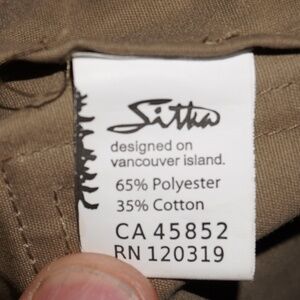 Sitka
designed on
vancouver island.
65% Polyester
35% Cotton
CA 45852
RN 120319